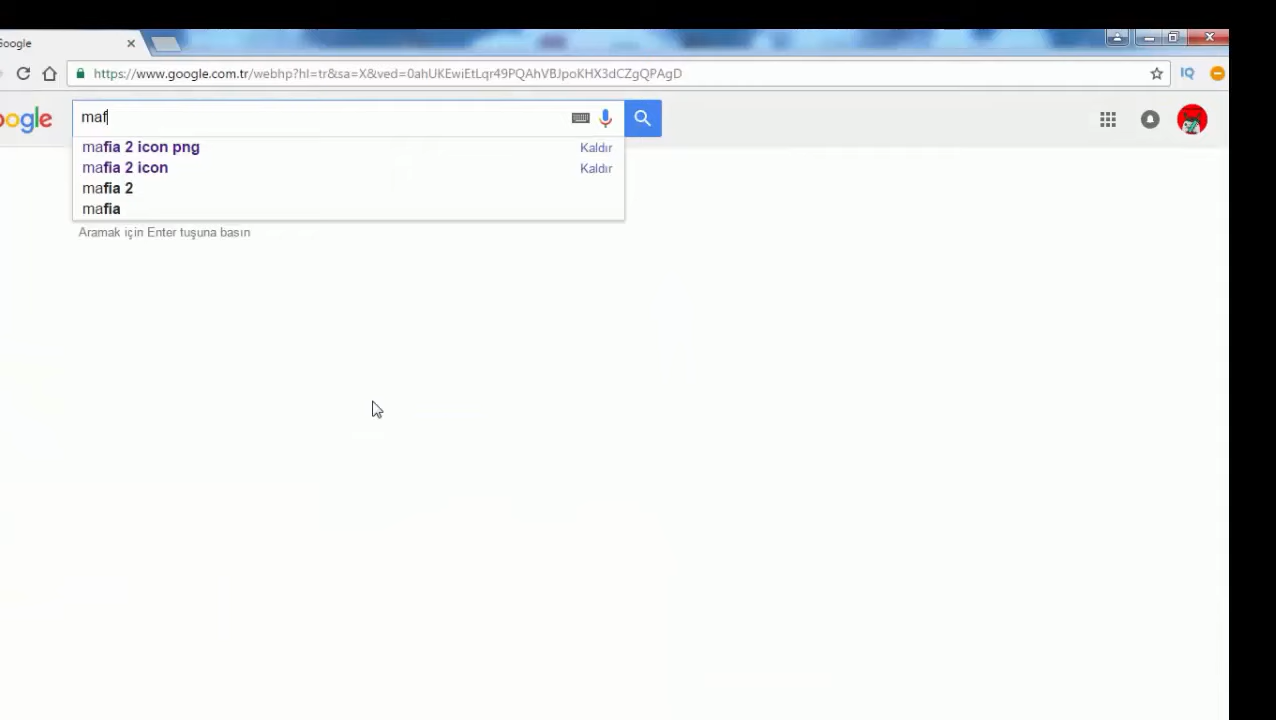 Google
https://www.google.com.tr/webhp?hl=tr&sa=X&ved=0ahUKEwiEtLqr49PQAhVBJpoKHX3dCZgQPAgD
IQ
oogle
maf
mafia 2 icon png Kaldır
mafia 2 icon Kaldır
mafia 2
mafia
Aramak için Enter tuşuna basın